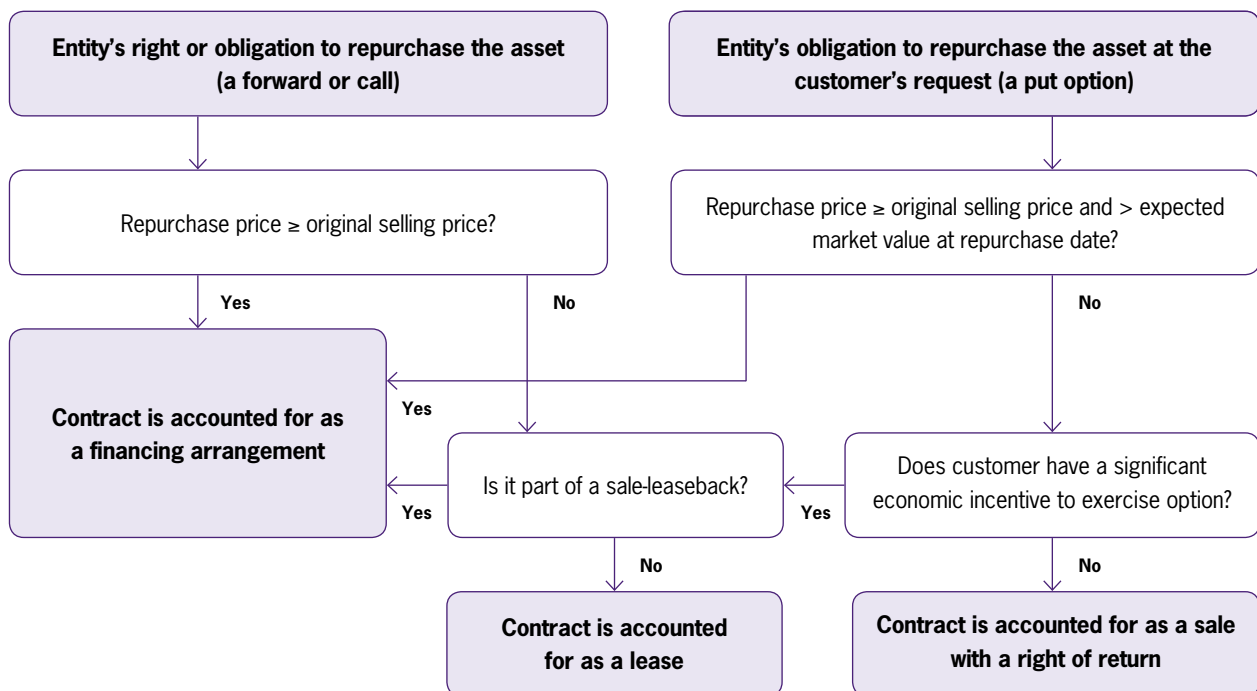 Entity’s right or obligation to repurchase the asset
(a forward or call)
Entity’s obligation to repurchase the asset at the
customer’s request (a put option)
Repurchase price ≥ original selling price?
Repurchase price ≥ original selling price and > expected
market value at repurchase date?
Yes
No
No
Contract is accounted for as
a financing arrangement
Yes
Is it part of a sale-leaseback?
Does customer have a significant
economic incentive to exercise option?
Yes
Yes
No
No
Contract is accounted
for as a lease
Contract is accounted for as a sale
with a right of return